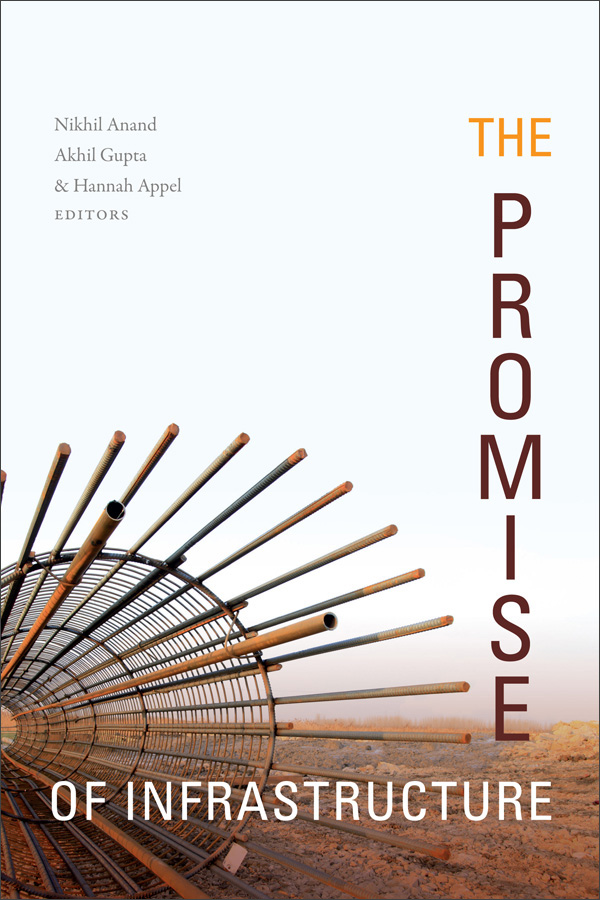 Nikhil Anand
Akhil Gupta
& Hannah Appel
EDITORS
THE
PROMISE
OF INFRASTRUCTURE